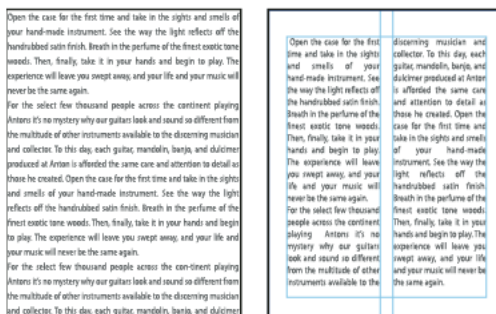 Open the case for the first time and take in the sights and smells of
your hand-made instrument. See the way the light reflects off the
handrubbed satin finish. Breath in the perfume of the finest exotic tone
woods. Then, finally, take it in your hands and begin to play. The
experience will leave you swept away, and your life and your music will
never be the same again.
For the select few thousand people across the continent playing
Antons it's no mystery why our guitars look and sound so different from
the multitude of other instruments available to the discerning musician
and collector. To this day, each guitar, mandolin, banjo, and dulcimer
produced at Anton is afforded the same care and attention to detail as
those he created. Open the case for the first time and take in the sights
and smells of your hand-made instrument. See the way the light
reflects off the handrubbed satin finish. Breath in the perfume of the
finest exotic tone woods. Then, finally, take it in your hands and begin
to play. The experience will leave you swept away, and your life and
your music will never be the same again.
For the select few thousand people across the con-tinent playing
Antons it's no mystery why our guitars look and sound so different from
the multitude of other instruments available to the discerning musician
and collector. To this day, each guitar, mandolin, banjo, and dulcimer
Open the case for the first
time and take in the sights
and smells of your
hand-made instrument. See
the way the light reflects off
the handrubbed satin finish.
Breath in the perfume of the
finest exotic tone woods.
Then, finally, take it in your
hands and begin to play.
The experience will leave
you swept away, and your
life and your music will
never be the same again.
For the select few thousand
people across the continent
playing Antons it's no
mystery why our guitars
look and sound so different
from the multitude of other
instruments available to the
discerning musician and
collector. To this day, each
guitar, mandolin, banjo, and
dulcimer produced at Anton
is afforded the same care
and attention to detail as
those he created. Open the
case for the first time and
take in the sights and smells
of your hand-made
instrument. See the way the
light reflects off the
handrubbed satin finish.
Breath in the perfume of the
finest exotic tone woods.
Then, finally, take it in your
hands and begin to play. The
experience will leave you
swept away, and your life
and your music will never be
the same again.